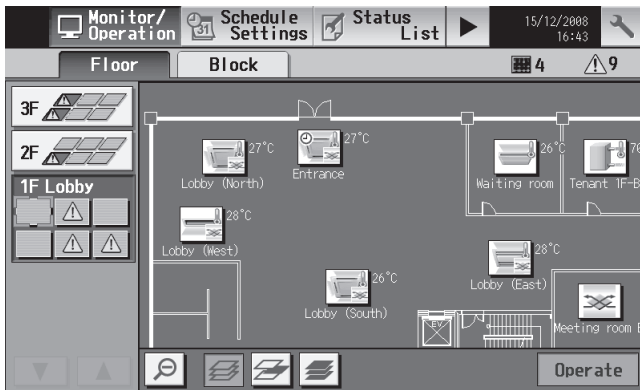 Monitor/
Operation
31
Schedule
Settings
Status
List
15/12/2008
16:43
Floor
Block
4
9
3F
2F
1F Lobby
27°C
Lobby (North)
27°C
Entrance
26°C
Waiting room
70
Tenant 1F-B
28°C
Lobby (West)
26°C
Lobby (South)
28°C
Lobby (East)
EV
Meeting room
Operate